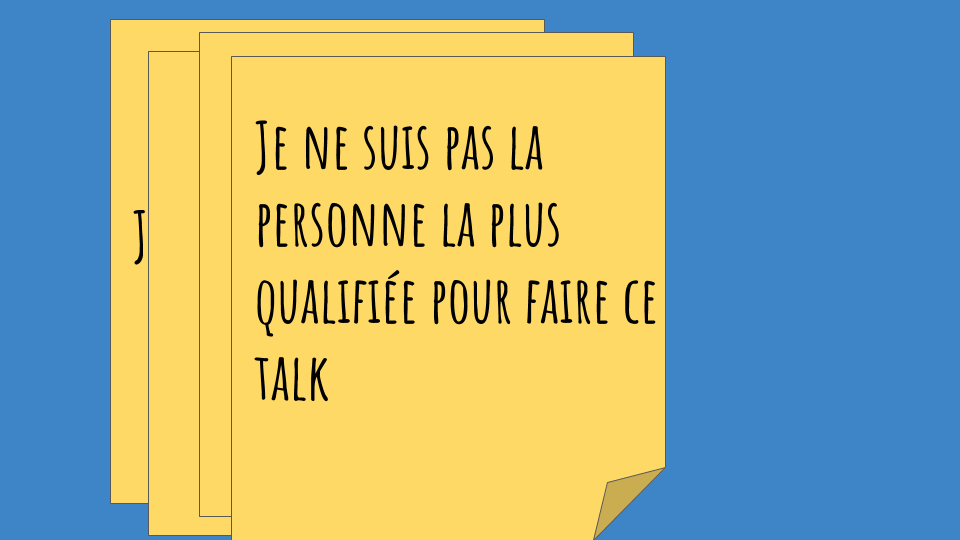 Je ne suis pas la
personne la plus
qualifiée pour faire ce
talk
J